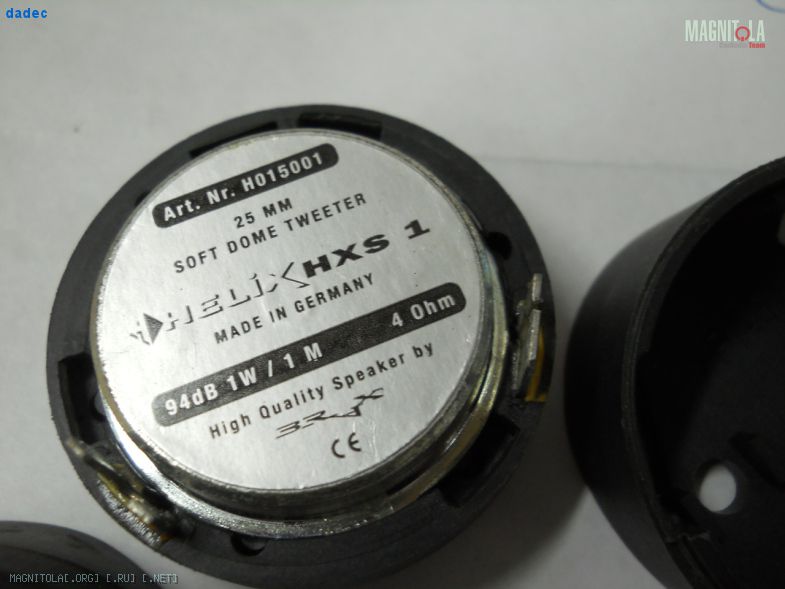 dadec
MAGNITOLA
Art. Nr. H015001
25 MM
SOFT DOME TWEETER
HELIX HXS 1
MADE IN GERMANY
94dB 1W / 1 M 4 Ohm
High Quality Speaker by
BRAX
CE
MAGNITOLA[.ORG] [.RU] [.NET]